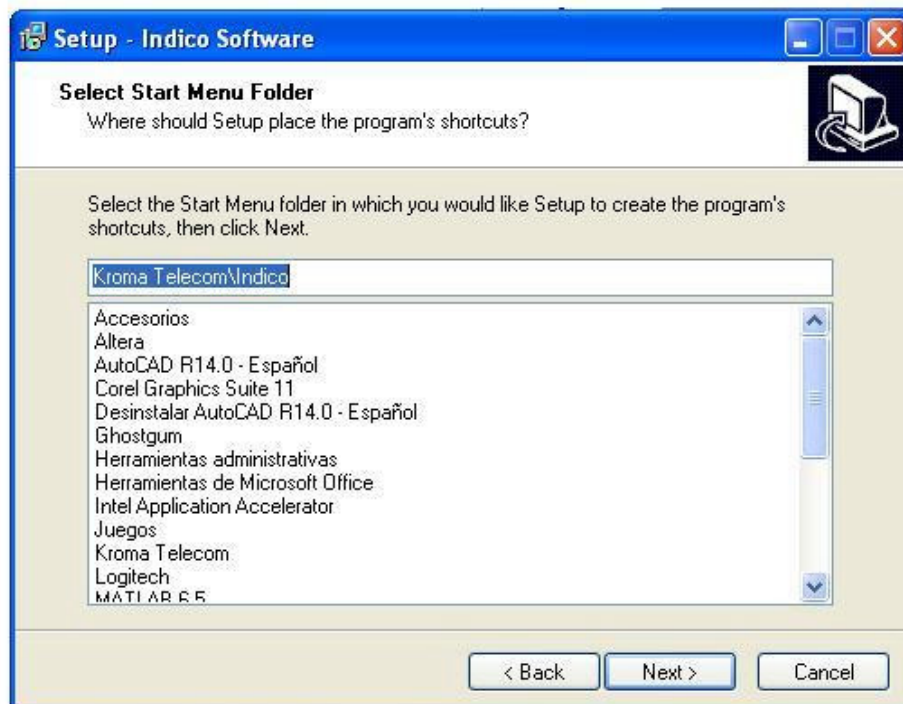 Setup - Indico Software
Select Start Menu Folder
Where should Setup place the program's shortcuts?
Select the Start Menu folder in which you would like Setup to create the program's
shortcuts, then click Next.
Kroma Telecom\Indico
Accesorios
Altera
AutoCAD R14.0 - Español
Corel Graphics Suite 11
Desinstalar AutoCAD R14.0 - Español
Ghostgum
Herramientas administrativas
Herramientas de Microsoft Office
Intel Application Accelerator
Juegos
Kroma Telecom
Logitech
MATLAB 6.5
< Back
Next >
Cancel